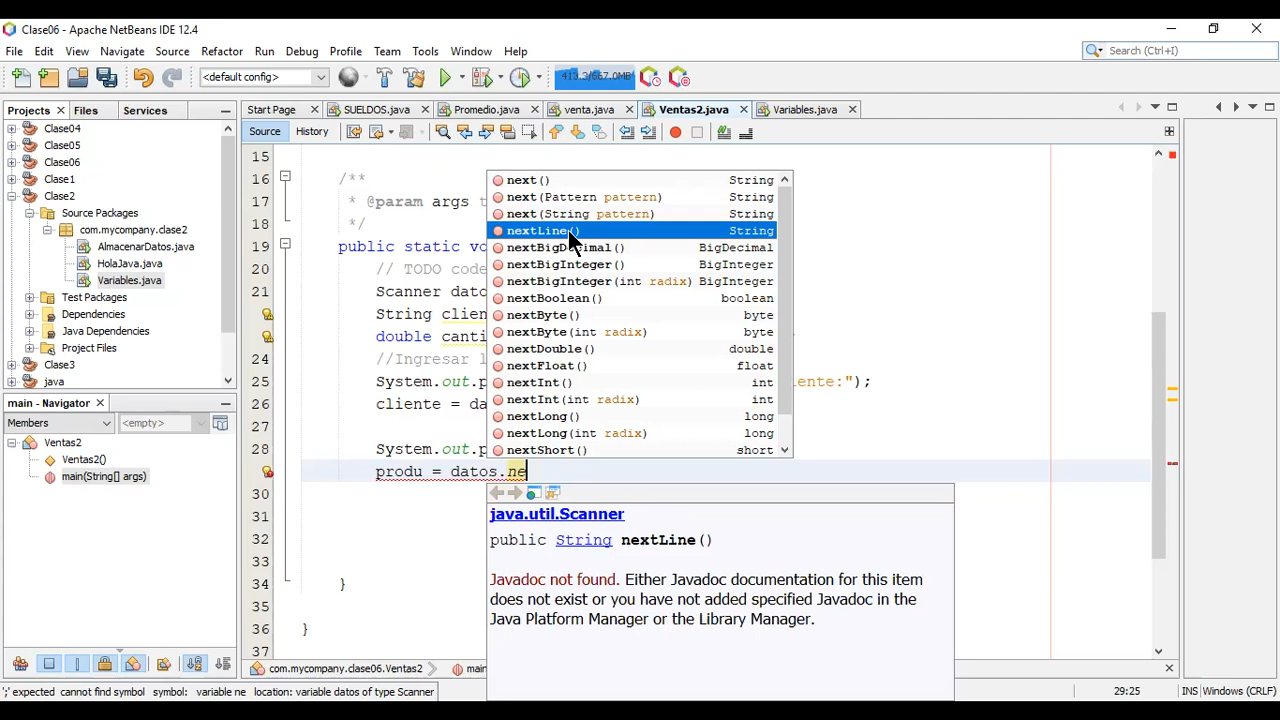 Clase06 - Apache NetBeans IDE 12.4
File Edit View Navigate Source Refactor Run Debug Profile Team Tools Window Help
Search (Ctrl+I)
<default config>
413.3/667.0MB
Projects Files Services
Start Page SUELDOS.java Promedio.java venta.java Ventas2.java Variables.java
Clase04
Clase05
Clase06
Clase1
Clase2
Source Packages
com.mycompany.clase2
AlmacenarDatos.java
HolaJava.java
Variables.java
Test Packages
Dependencies
Java Dependencies
Project Files
Clase3
java
main - Navigator
Members <empty>
Ventas2
Ventas2()
main(String[] args)
Source History
15
16 /**
17 * @param args t
18 */
19 public static vo
20 // TODO code
21 Scanner dato
String clien
double canti
24 //Ingresar l
25 System.out.p iente:");
26 cliente = da
28 System.out.p
produ = datos.ne
30
31
32
33
34 }
35
36 }
37
next() String
next(Pattern pattern) String
next(String pattern) String
nextLine() String
nextBigDecimal() BigDecimal
nextBigInteger() BigInteger
nextBigInteger(int radix) BigInteger
nextBoolean() boolean
nextByte() byte
nextByte(int radix) byte
nextDouble() double
nextFloat() float
nextInt() int
nextInt(int radix) int
nextLong() long
nextLong(int radix) long
nextShort() short
java.util.Scanner
public String nextLine()
Javadoc not found. Either Javadoc documentation for this item
does not exist or you have not added specified Javadoc in the
Java Platform Manager or the Library Manager.
com.mycompany.clase06.Ventas2 main
';' expected cannot find symbol symbol: variable ne location: variable datos of type Scanner
29:25 INS Windows (CRLF)